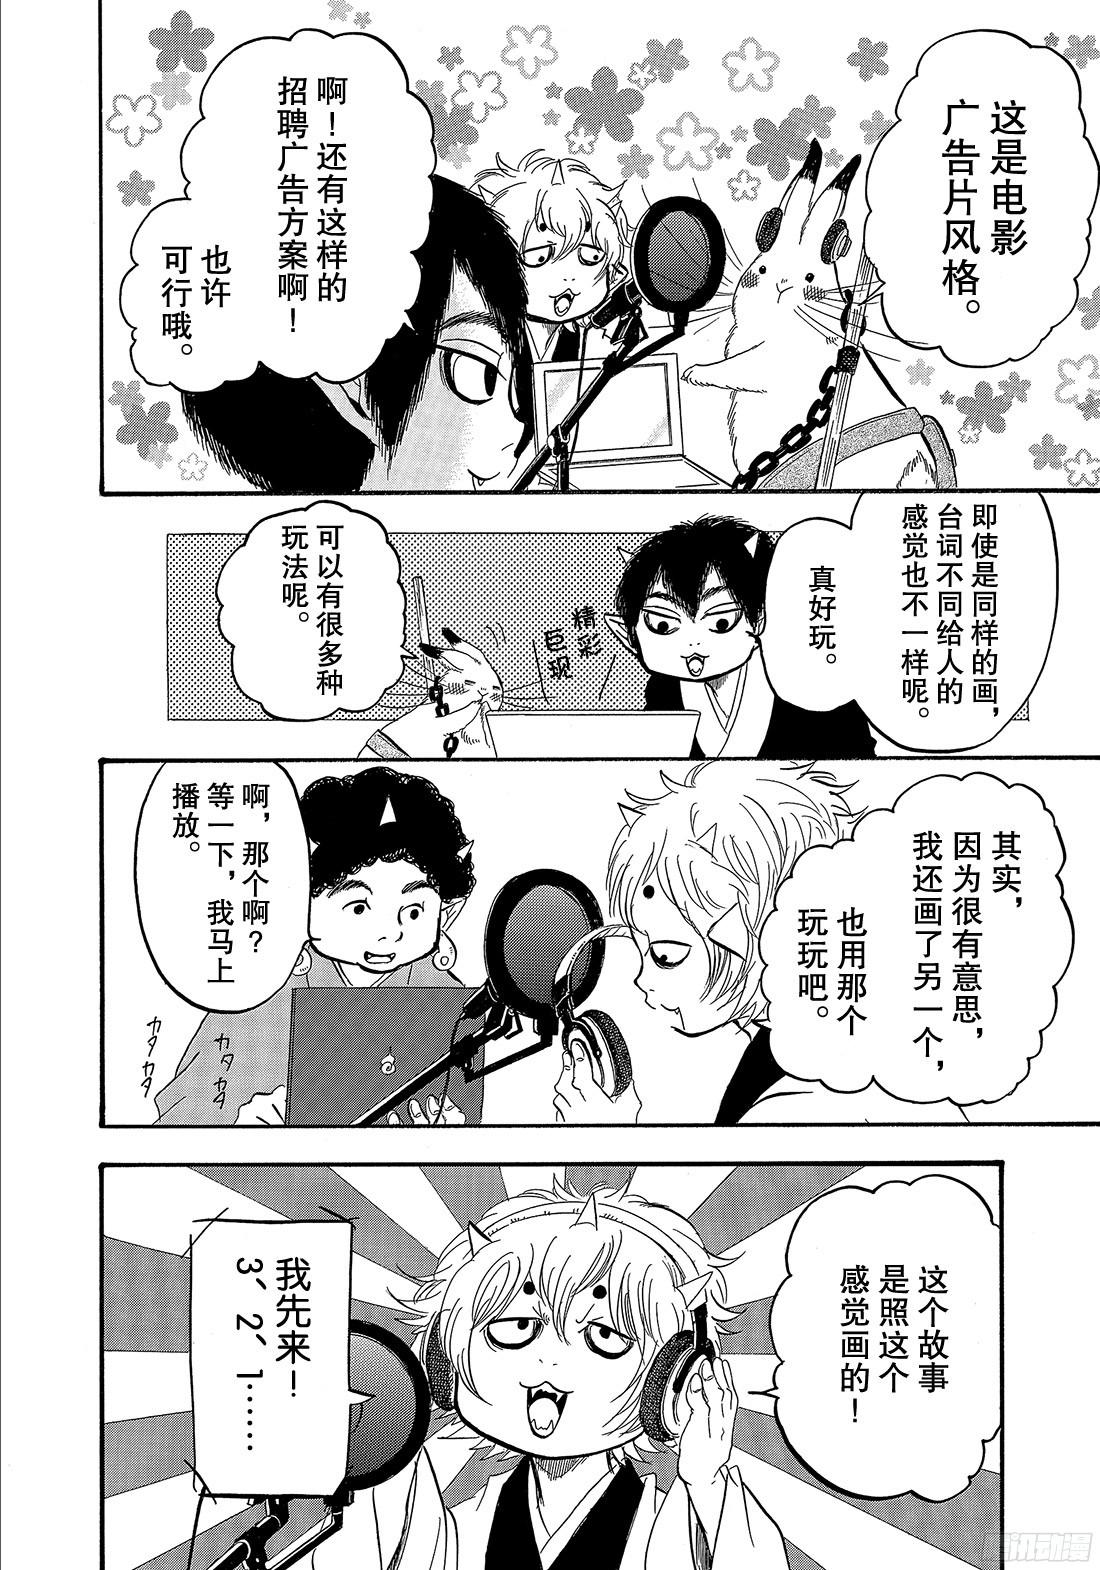 这是电影
广告片风格。
啊！还有这样的
招聘广告方案啊！
也许
可行哦。
即使是同样的画，
台词不同给人的
感觉也不一样呢。
真好玩。
精彩
巨现
可以有很多种
玩法呢。
其实，
因为很有意思，
我还画了另一个，
也用那个
玩玩吧。
啊，那个啊？
等一下，我马上
播放。
カタカタ
カタカタ
这个故事
是照这个
感觉画的！
我先来！
3、2、1……
腾讯动漫